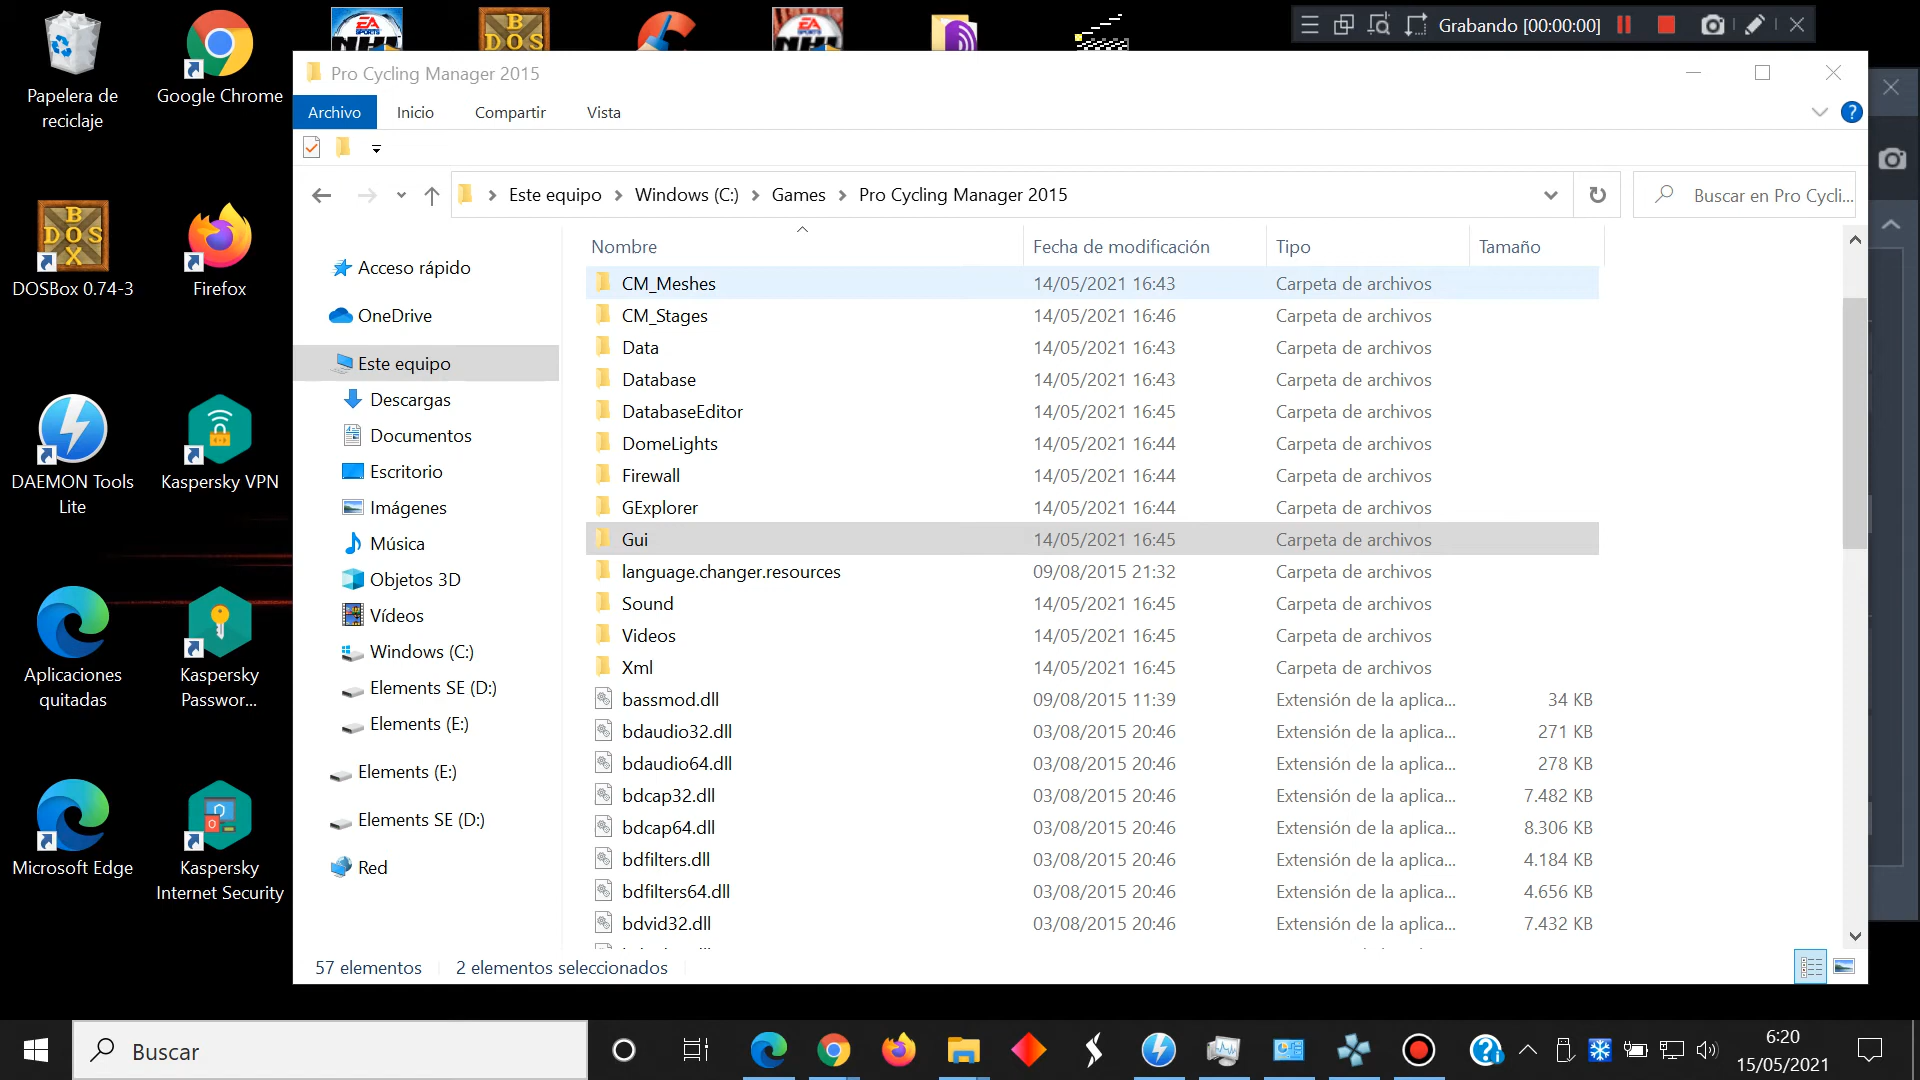 Grabando [00:00:00]
Papelera de
reciclaje
Google Chrome
EA
SPORTS
NHL
BO
DOS
EA
SPORTS
Pro Cycling Manager 2015
Archivo
Inicio
Compartir
Vista
?
Este equipo
Windows (C:)
Games
Pro Cycling Manager 2015
Buscar en Pro Cycli...
Nombre
Fecha de modificación
Tipo
Tamaño
Acceso rápido
OneDrive
Este equipo
Descargas
Documentos
Escritorio
Imágenes
Música
Objetos 3D
Vídeos
Windows (C:)
Elements SE (D:)
Elements (E:)
Elements (E:)
Elements SE (D:)
Red
CM_Meshes 14/05/2021 16:43 Carpeta de archivos
CM_Stages 14/05/2021 16:46 Carpeta de archivos
Data 14/05/2021 16:43 Carpeta de archivos
Database 14/05/2021 16:43 Carpeta de archivos
DatabaseEditor 14/05/2021 16:45 Carpeta de archivos
DomeLights 14/05/2021 16:44 Carpeta de archivos
Firewall 14/05/2021 16:44 Carpeta de archivos
GExplorer 14/05/2021 16:44 Carpeta de archivos
Gui 14/05/2021 16:45 Carpeta de archivos
language.changer.resources 09/08/2015 21:32 Carpeta de archivos
Sound 14/05/2021 16:45 Carpeta de archivos
Videos 14/05/2021 16:45 Carpeta de archivos
Xml 14/05/2021 16:45 Carpeta de archivos
bassmod.dll 09/08/2015 11:39 Extensión de la aplica... 34 KB
bdaudio32.dll 03/08/2015 20:46 Extensión de la aplica... 271 KB
bdaudio64.dll 03/08/2015 20:46 Extensión de la aplica... 278 KB
bdcap32.dll 03/08/2015 20:46 Extensión de la aplica... 7.482 KB
bdcap64.dll 03/08/2015 20:46 Extensión de la aplica... 8.306 KB
bdfilters.dll 03/08/2015 20:46 Extensión de la aplica... 4.184 KB
bdfilters64.dll 03/08/2015 20:46 Extensión de la aplica... 4.656 KB
bdvid32.dll 03/08/2015 20:46 Extensión de la aplica... 7.432 KB
57 elementos
2 elementos seleccionados
B
DOS
X
DOSBox 0.74-3
Firefox
DAEMON Tools
Lite
Kaspersky VPN
Aplicaciones
quitadas
Kaspersky
Passwor...
Microsoft Edge
Kaspersky
Internet Security
Buscar
6:20
15/05/2021